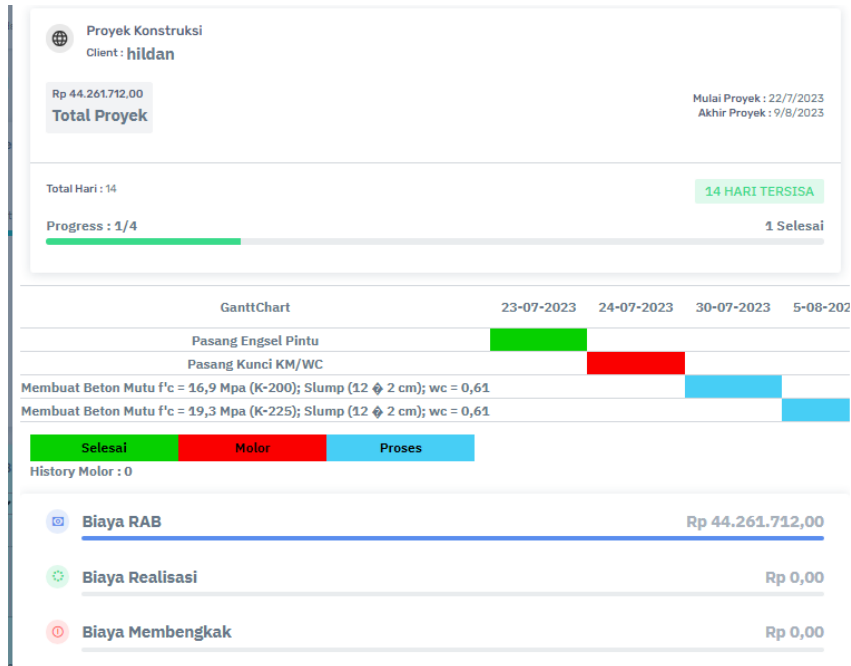 Proyek Konstruksi
Client : hildan
Rp 44.261.712,00
Total Proyek
Mulai Proyek : 22/7/2023
Akhir Proyek : 9/8/2023
Total Hari : 14
14 HARI TERSISA
Progress : 1/4
1 Selesai
GanttChart 23-07-2023 24-07-2023 30-07-2023 5-08-202
Pasang Engsel Pintu
Pasang Kunci KM/WC
Membuat Beton Mutu f'c = 16,9 Mpa (K-200); Slump (12 � 2 cm); wc = 0,61
Membuat Beton Mutu f'c = 19,3 Mpa (K-225); Slump (12 � 2 cm); wc = 0,61
Selesai Molor Proses
History Molor : 0
Biaya RAB Rp 44.261.712,00
Biaya Realisasi Rp 0,00
Biaya Membengkak Rp 0,00